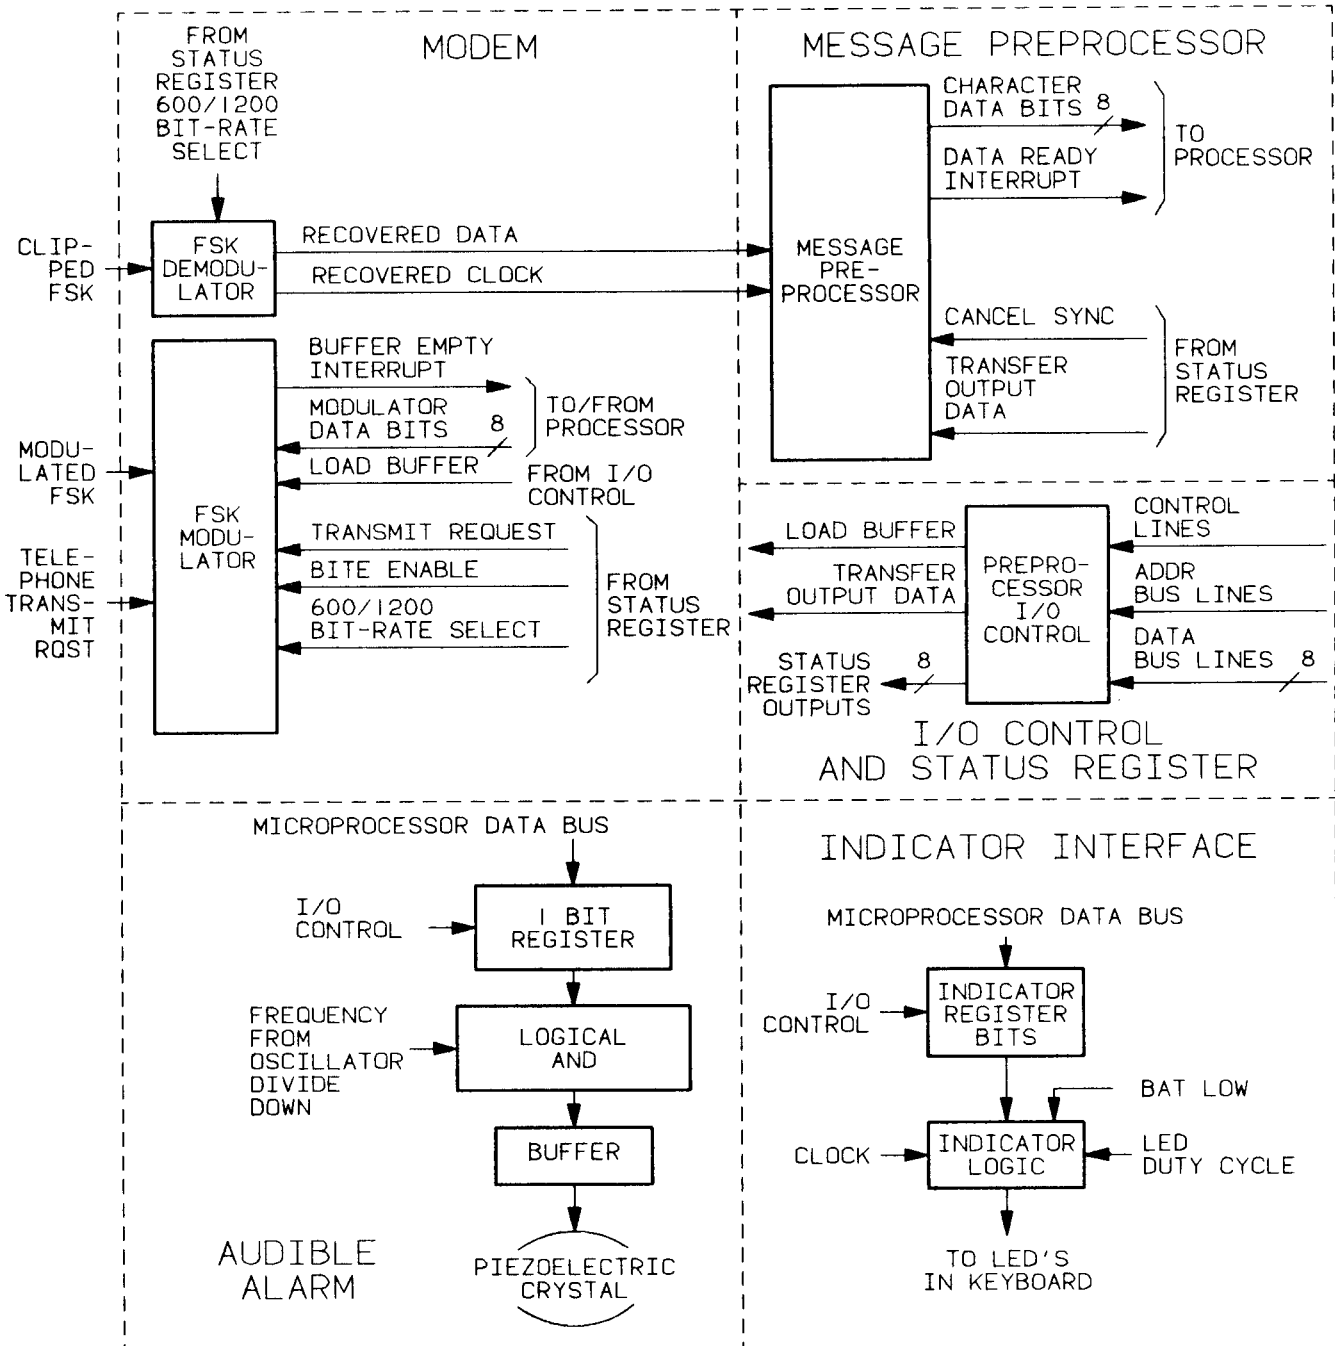 MODEM
FROM
STATUS
REGISTER
600/1200
BIT-RATE
SELECT
CLIP-
PED
FSK
FSK
DEMODU-
LATOR
RECOVERED DATA
RECOVERED CLOCK
BUFFER EMPTY
INTERRUPT
MODULATOR
DATA BITS
8
TO/FROM
PROCESSOR
LOAD BUFFER
FROM I/O
CONTROL
MODU-
LATED
FSK
FSK
MODU-
LATOR
TELE-
PHONE
TRANS-
MIT
RQST
TRANSMIT REQUEST
BITE ENABLE
600/1200
BIT-RATE SELECT
FROM
STATUS
REGISTER
MESSAGE PREPROCESSOR
MESSAGE
PRE-
PROCESSOR
CHARACTER
DATA BITS 8
DATA READY
INTERRUPT
TO
PROCESSOR
CANCEL SYNC
TRANSFER
OUTPUT
DATA
FROM
STATUS
REGISTER
LOAD BUFFER
TRANSFER
OUTPUT DATA
STATUS
REGISTER
OUTPUTS
8
PREPRO-
CESSOR
I/O
CONTROL
CONTROL
LINES
ADDR
BUS LINES
DATA
BUS LINES 8
I/O CONTROL
AND STATUS REGISTER
MICROPROCESSOR DATA BUS
I/O
CONTROL
1 BIT
REGISTER
FREQUENCY
FROM
OSCILLATOR
DIVIDE
DOWN
LOGICAL
AND
BUFFER
PIEZOELECTRIC
CRYSTAL
AUDIBLE
ALARM
INDICATOR INTERFACE
MICROPROCESSOR DATA BUS
I/O
CONTROL
INDICATOR
REGISTER
BITS
BAT LOW
CLOCK
INDICATOR
LOGIC
LED
DUTY CYCLE
TO LED'S
IN KEYBOARD